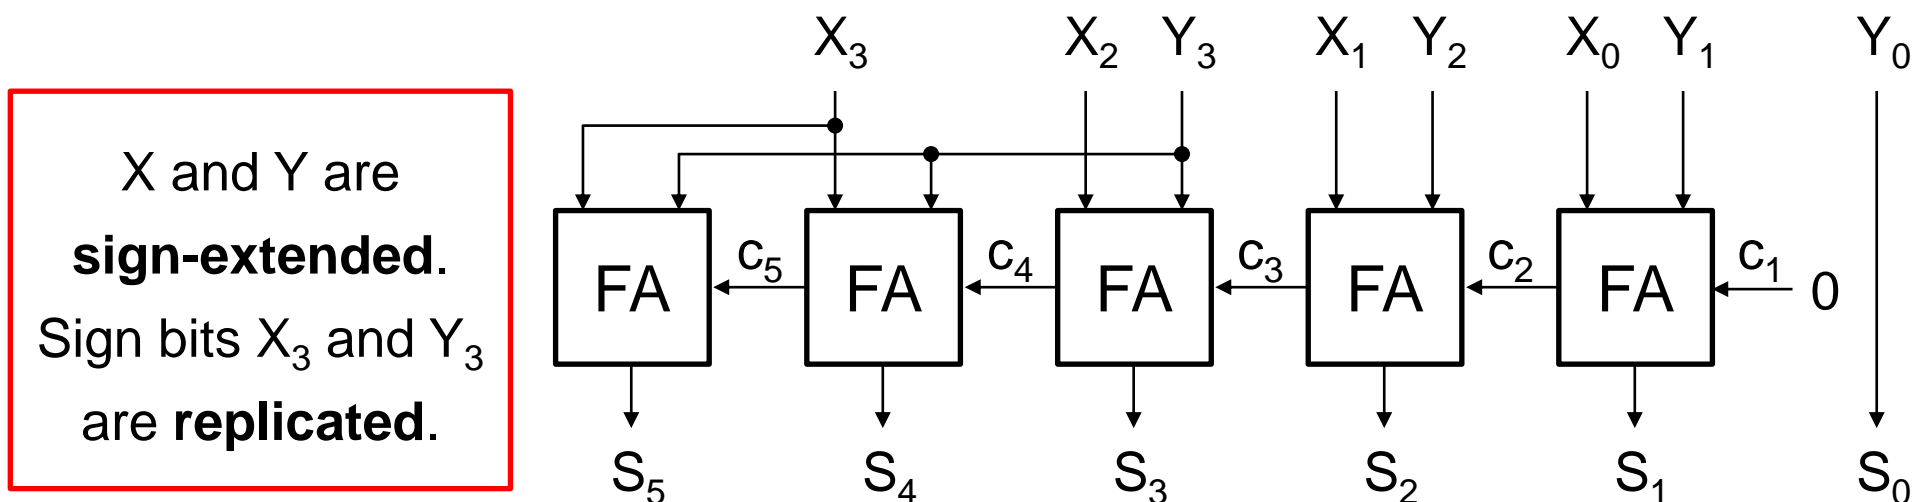 X₃ X₂ Y₃ X₁ Y₂ X₀ Y₁ Y₀
X and Y are
sign-extended.
Sign bits X₃ and Y₃
are replicated.
FA c₅ FA c₄ FA c₃ FA c₂ FA c₁ 0
S₅ S₄ S₃ S₂ S₁ S₀